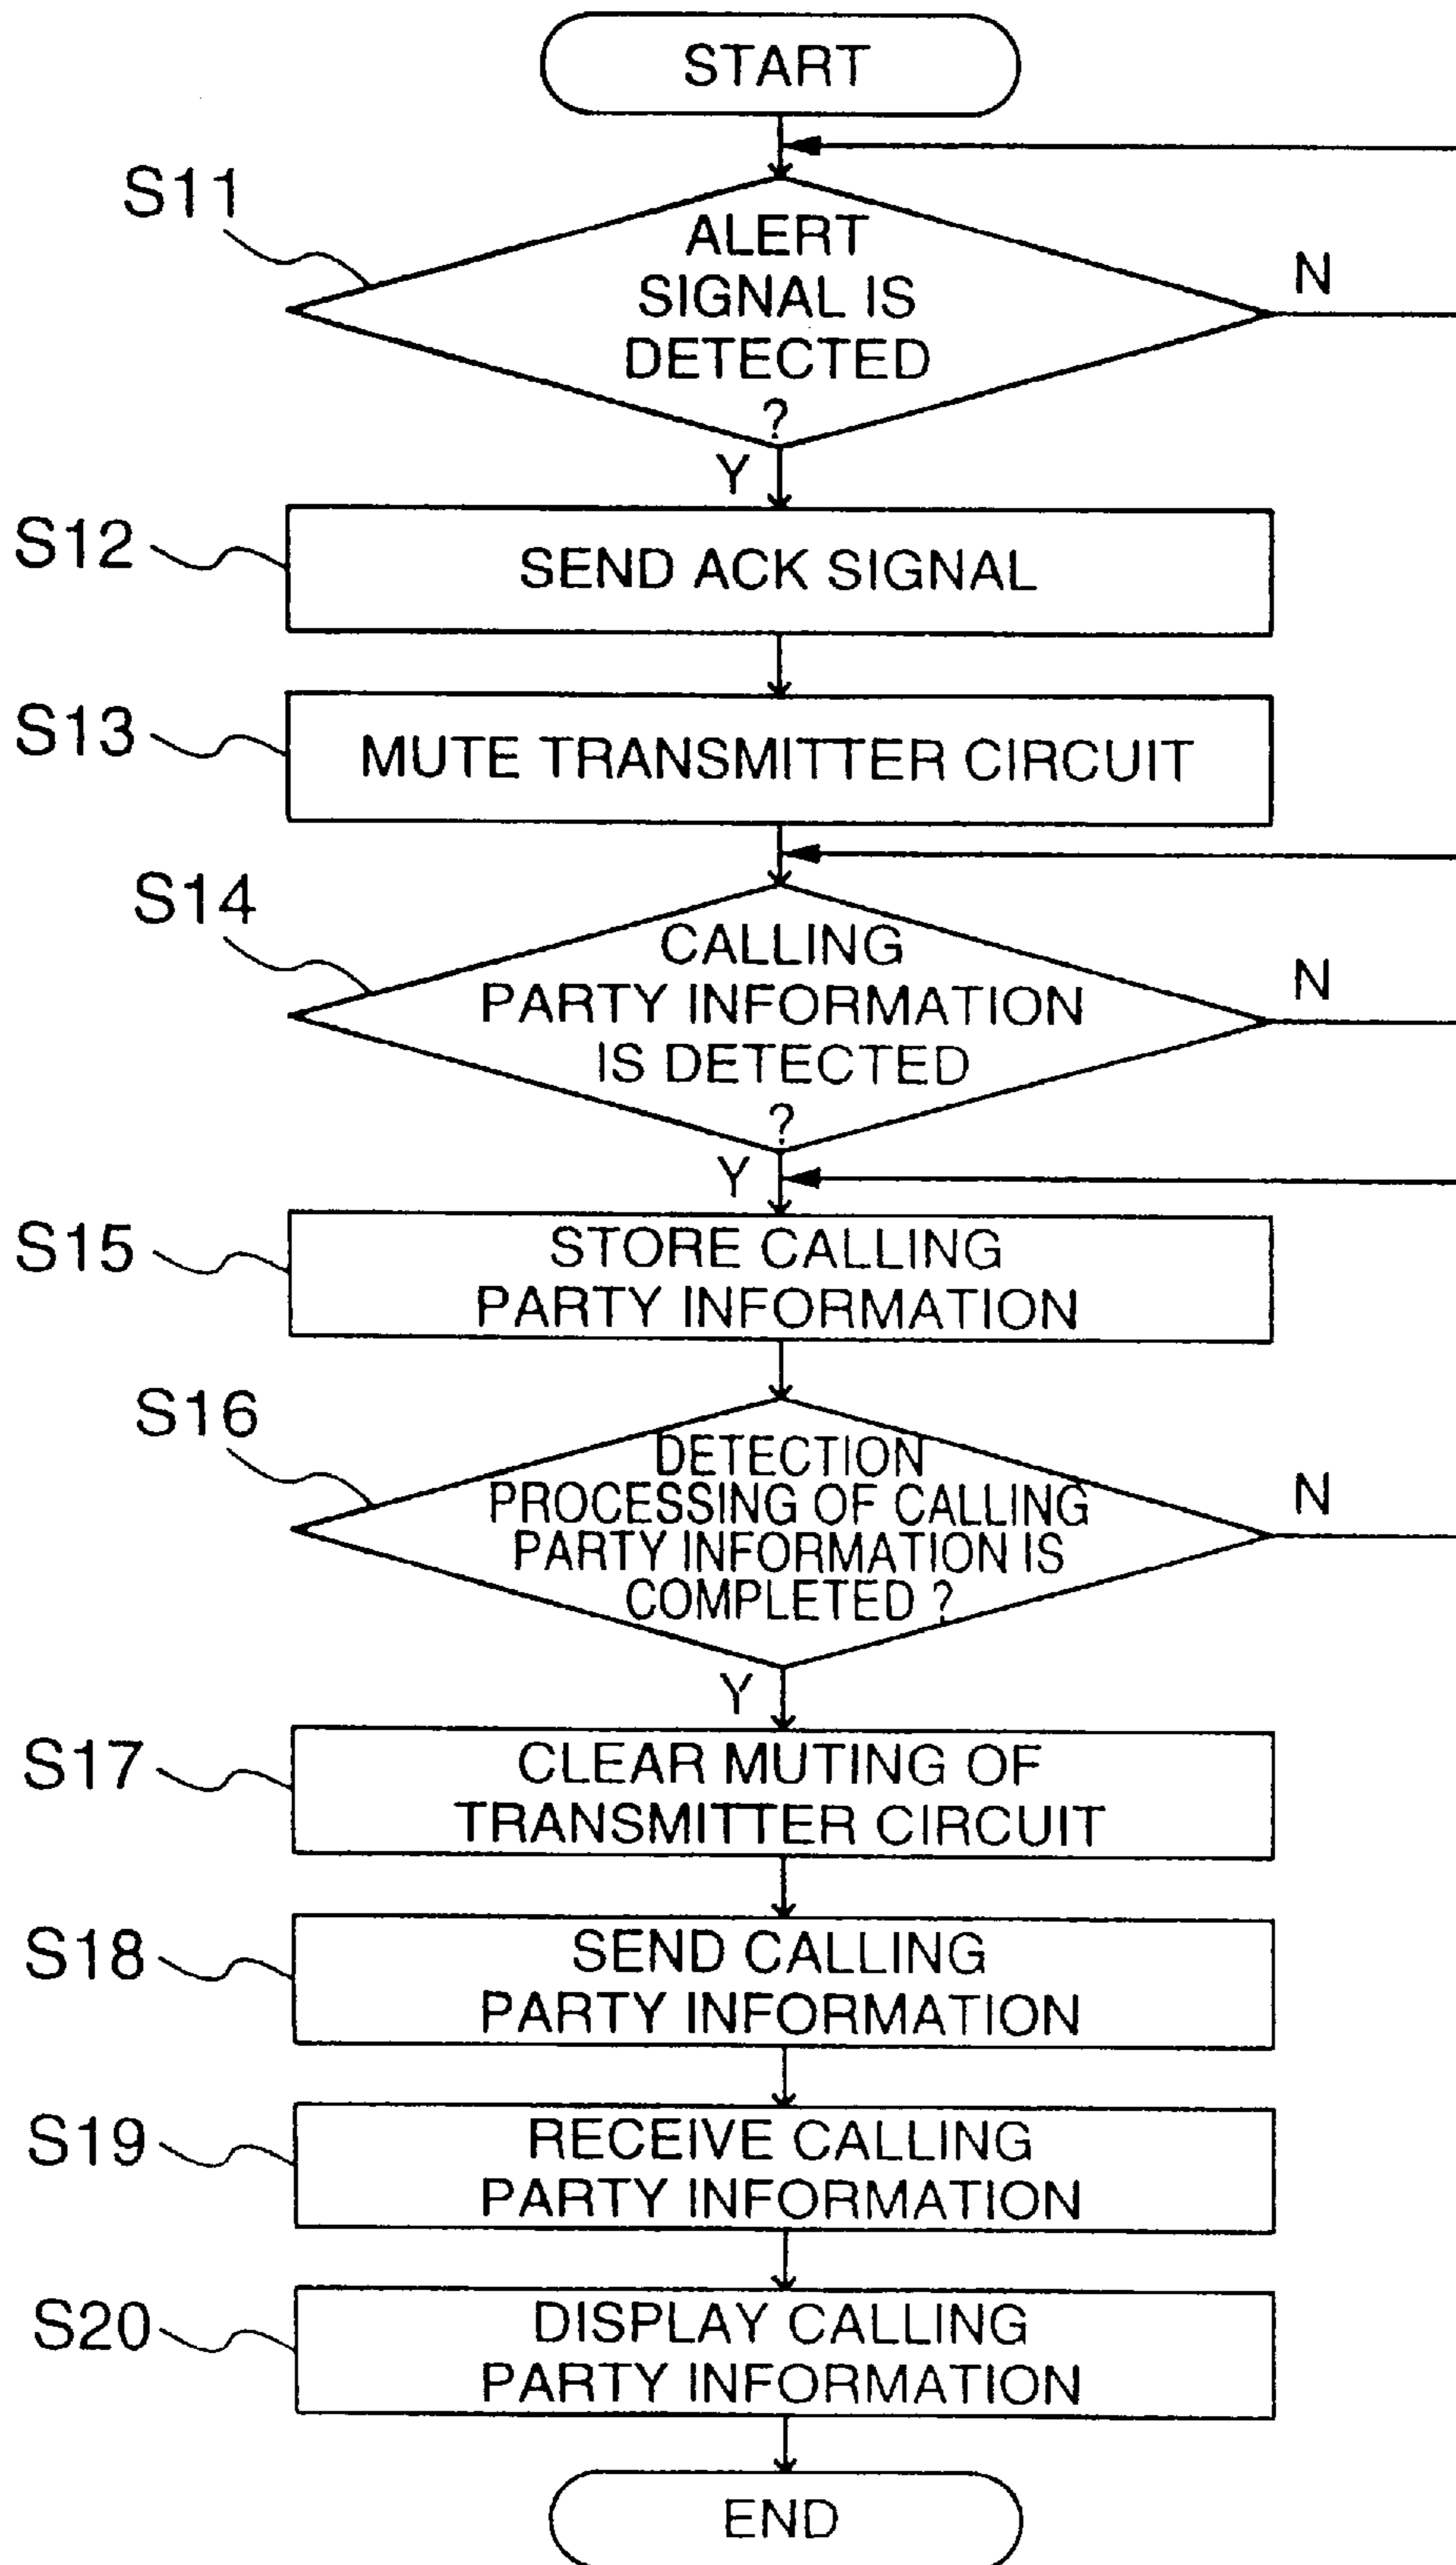 START
S11
ALERT
SIGNAL IS
DETECTED
?
N
Y
S12
SEND ACK SIGNAL
S13
MUTE TRANSMITTER CIRCUIT
S14
CALLING
PARTY INFORMATION
IS DETECTED
?
N
Y
S15
STORE CALLING
PARTY INFORMATION
S16
DETECTION
PROCESSING OF CALLING
PARTY INFORMATION IS
COMPLETED ?
N
Y
S17
CLEAR MUTING OF
TRANSMITTER CIRCUIT
S18
SEND CALLING
PARTY INFORMATION
S19
RECEIVE CALLING
PARTY INFORMATION
S20
DISPLAY CALLING
PARTY INFORMATION
END